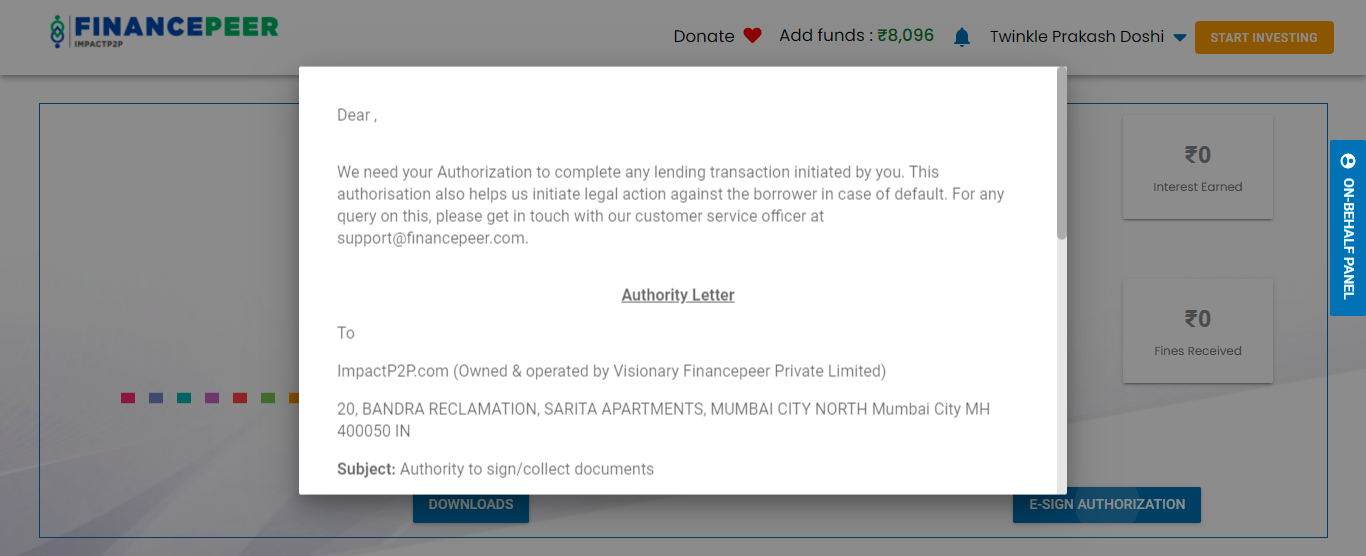 FINANCEPEER
IMPACTP2P
Donate
Add funds : ₹8,096
Twinkle Prakash Doshi
START INVESTING
Dear ,
We need your Authorization to complete any lending transaction initiated by you. This
authorisation also helps us initiate legal action against the borrower in case of default. For any
query on this, please get in touch with our customer service officer at
support@financepeer.com.
Authority Letter
To
ImpactP2P.com (Owned & operated by Visionary Financepeer Private Limited)
20, BANDRA RECLAMATION, SARITA APARTMENTS, MUMBAI CITY NORTH Mumbai City MH
400050 IN
Subject: Authority to sign/collect documents
₹0
Interest Earned
₹0
Fines Received
ON-BEHALF PANEL
DOWNLOADS
E-SIGN AUTHORIZATION